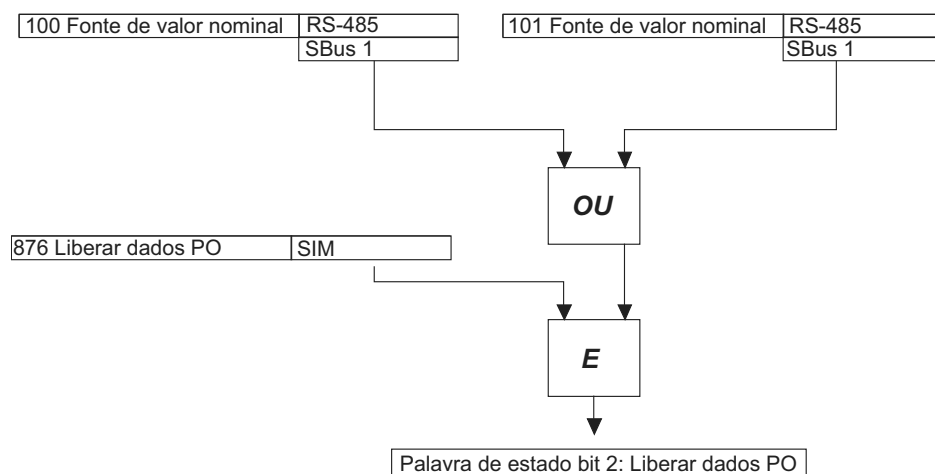 100 Fonte de valor nominal RS-485
SBus 1
101 Fonte de valor nominal RS-485
SBus 1
OU
876 Liberar dados PO SIM
E
Palavra de estado bit 2: Liberar dados PO